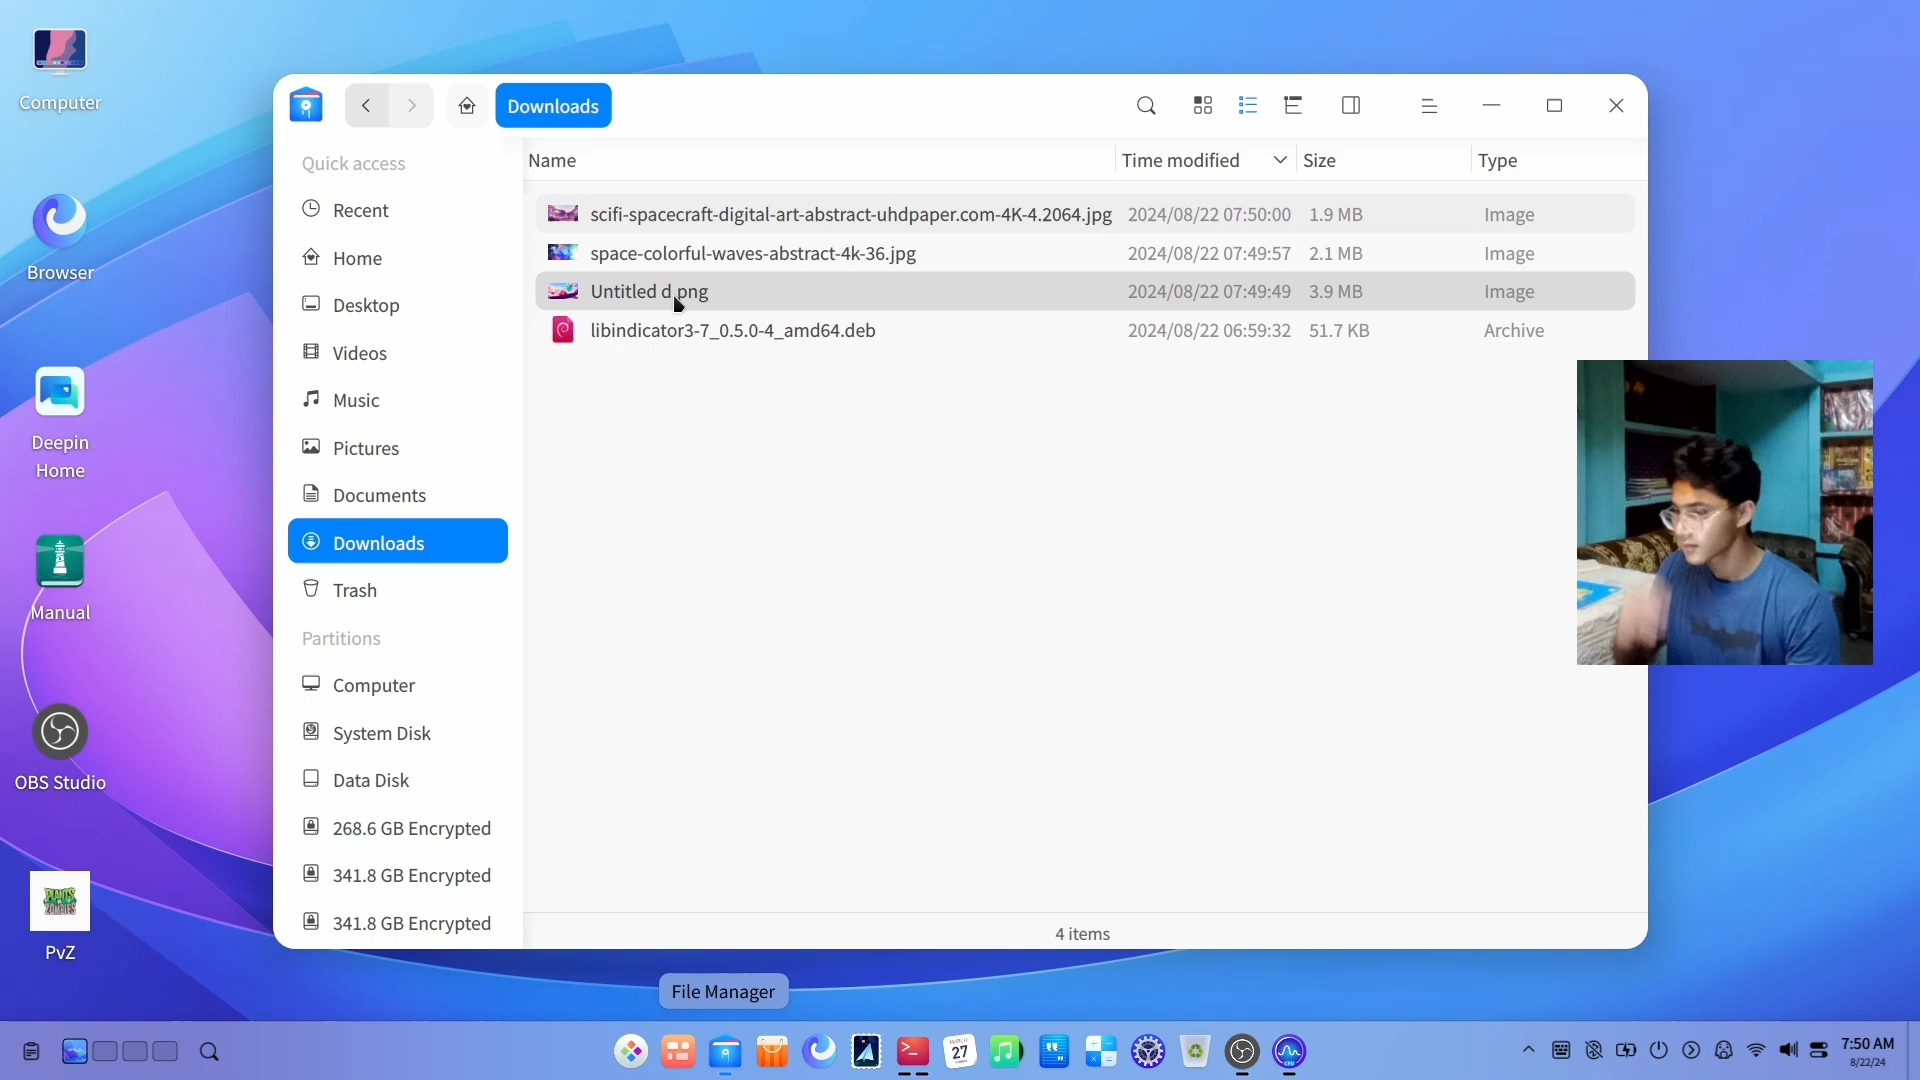 Computer
Browser
Deepin
Home
Manual
OBS Studio
PLANTS
ZOMBIES
PvZ
Downloads
Quick access
Recent
Home
Desktop
Videos
Music
Pictures
Documents
Downloads
Trash
Partitions
Computer
System Disk
Data Disk
268.6 GB Encrypted
341.8 GB Encrypted
341.8 GB Encrypted
Name Time modified Size Type
scifi-spacecraft-digital-art-abstract-uhdpaper.com-4K-4.2064.jpg 2024/08/22 07:50:00 1.9 MB Image
space-colorful-waves-abstract-4k-36.jpg 2024/08/22 07:49:57 2.1 MB Image
Untitled d.png 2024/08/22 07:49:49 3.9 MB Image
libindicator3-7_0.5.0-4_amd64.deb 2024/08/22 06:59:32 51.7 KB Archive
4 items
File Manager
MARCH
27
7:50 AM
8/22/24